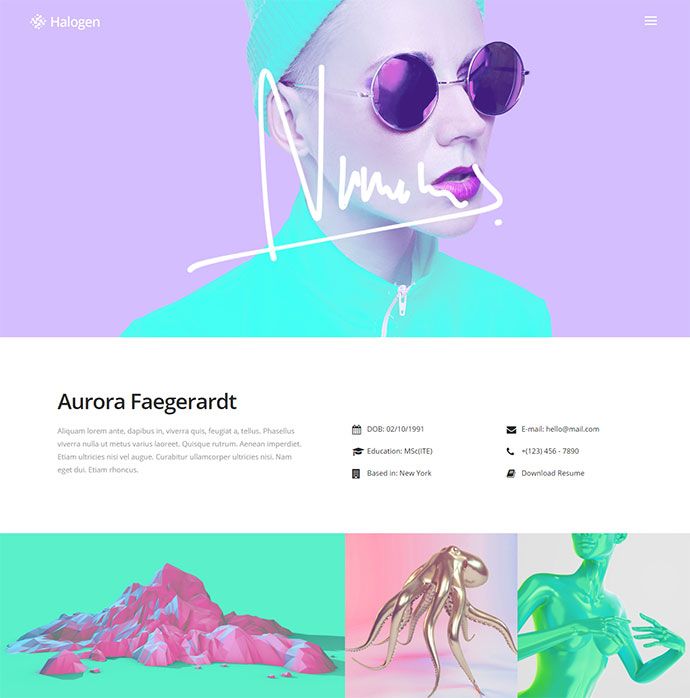 Halogen
Aurora Faegerardt
Aliquam lorem ante, dapibus in, viverra quis, feugiat a, tellus. Phasellus
viverra nulla ut metus varius laoreet. Quisque rutrum. Aenean imperdiet.
Etiam ultricies nisi vel augue. Curabitur ullamcorper ultricies nisi. Nam
eget dui. Etiam rhoncus.
DOB: 02/10/1991
Education: MSc(ITE)
Based in: New York
E-mail: hello@mail.com
+(123) 456 - 7890
Download Resume